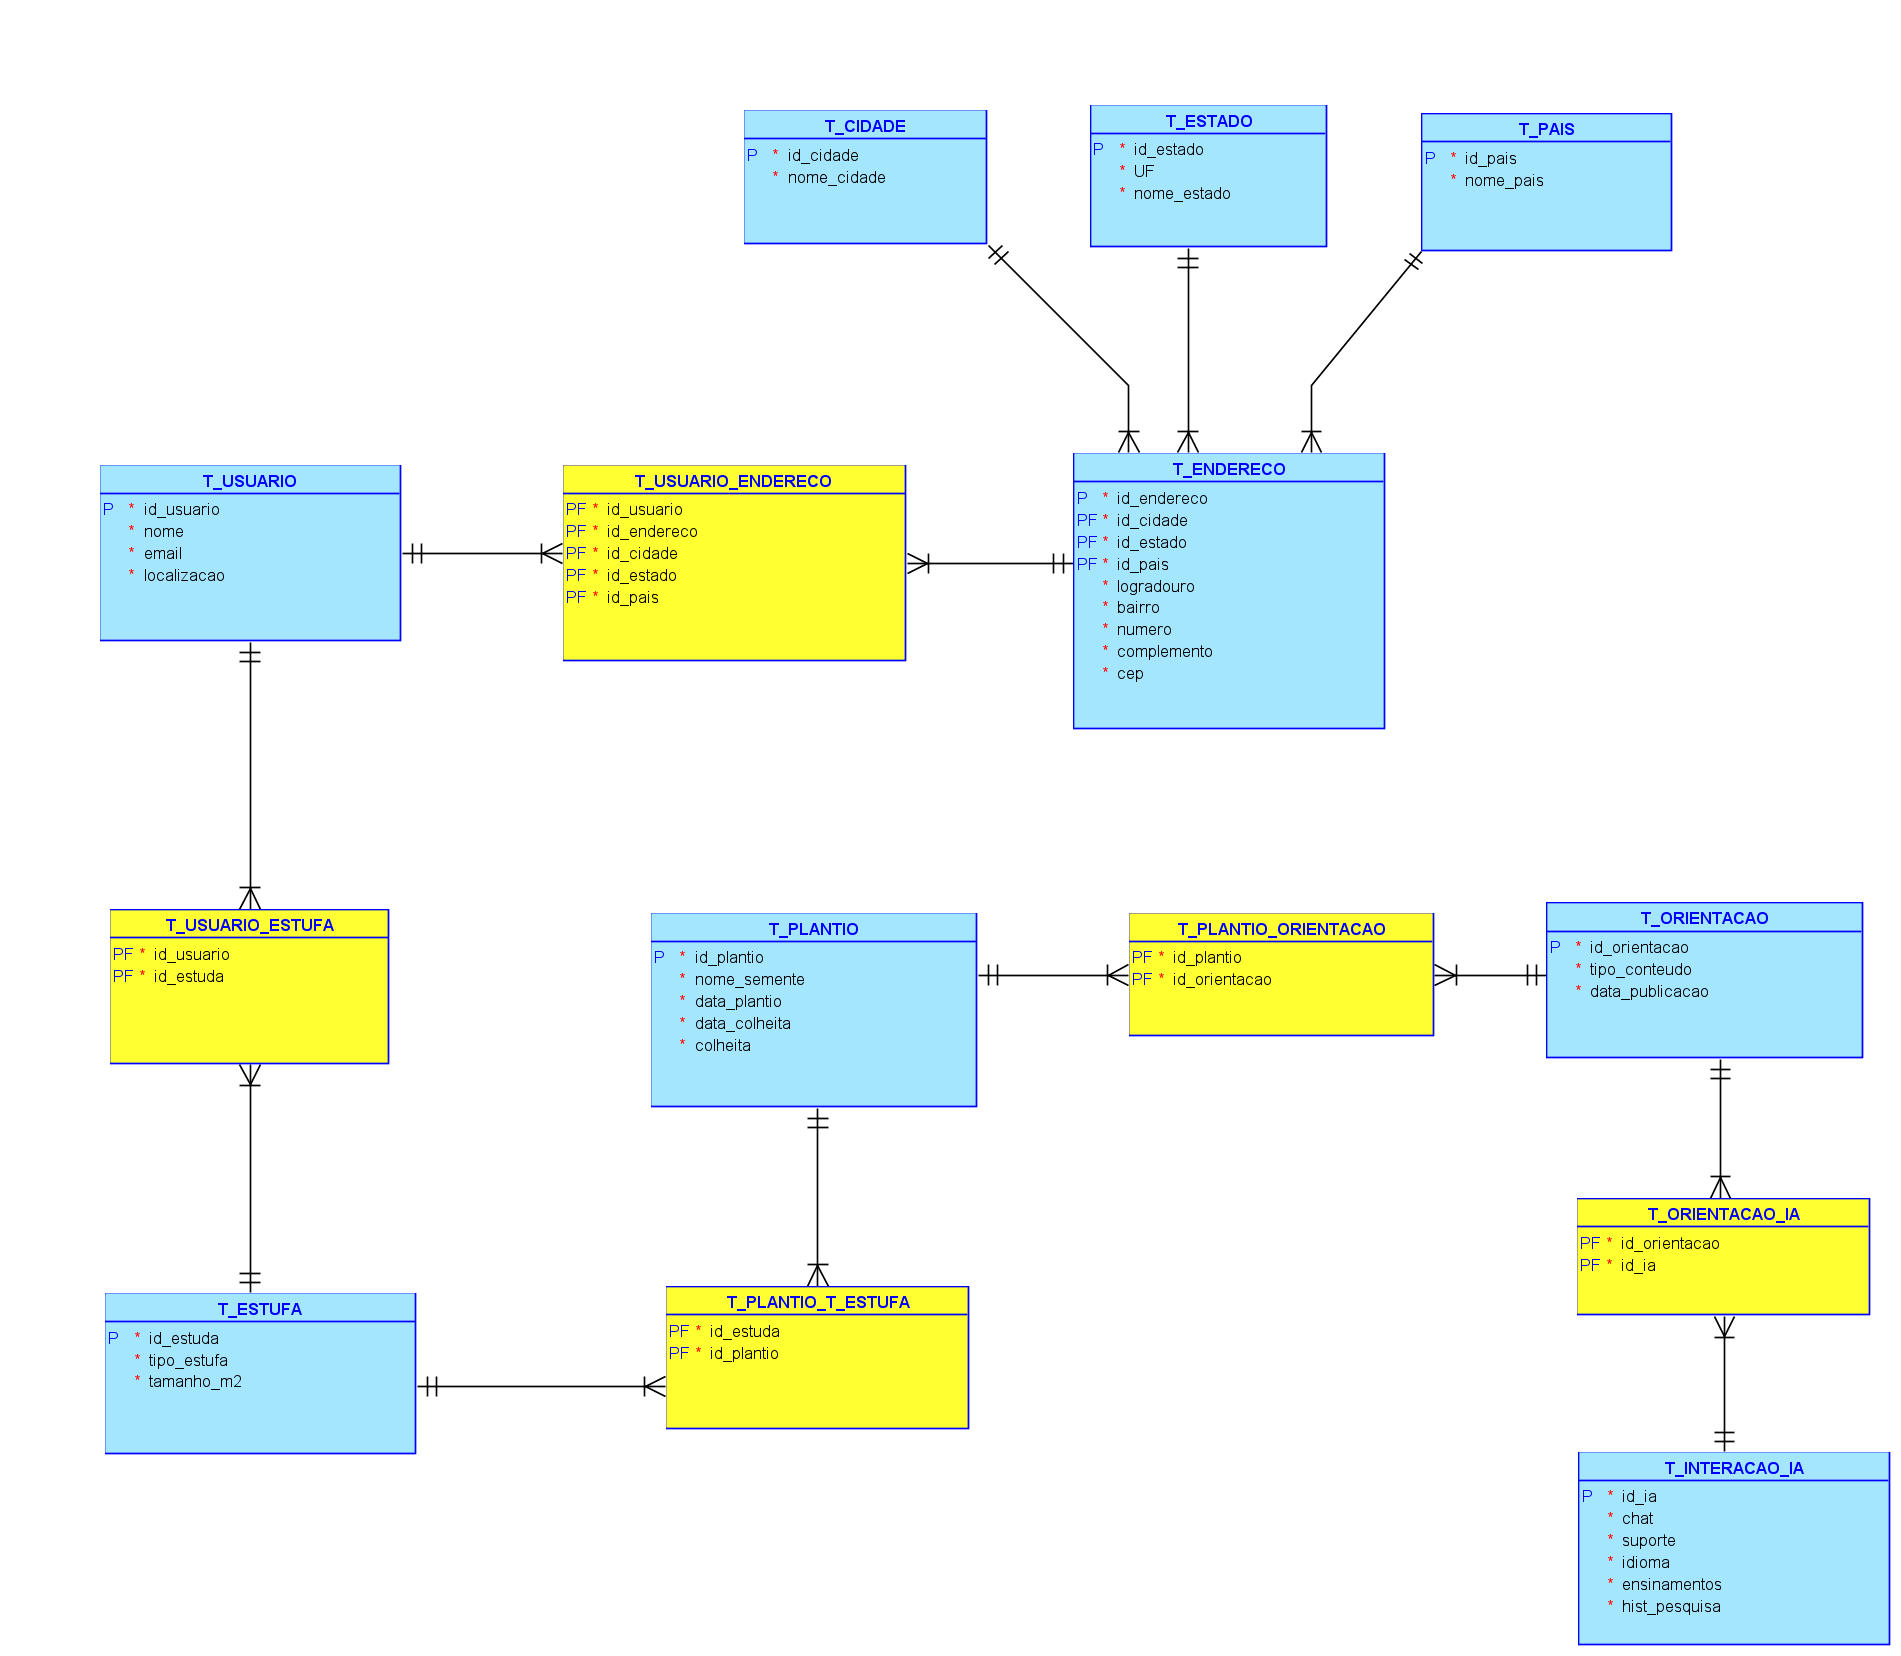 T_CIDADE
P * id_cidade
* nome_cidade
T_ESTADO
P * id_estado
* UF
* nome_estado
T_PAIS
P * id_pais
* nome_pais
T_USUARIO
P * id_usuario
* nome
* email
* localizacao
T_USUARIO_ENDERECO
PF * id_usuario
PF * id_endereco
PF * id_cidade
PF * id_estado
PF * id_pais
T_ENDERECO
P * id_endereco
PF * id_cidade
PF * id_estado
PF * id_pais
* logradouro
* bairro
* numero
* complemento
* cep
T_USUARIO_ESTUFA
PF * id_usuario
PF * id_estuda
T_PLANTIO
P * id_plantio
* nome_semente
* data_plantio
* data_colheita
* colheita
T_PLANTIO_ORIENTACAO
PF * id_plantio
PF * id_orientacao
T_ORIENTACAO
P * id_orientacao
* tipo_conteudo
* data_publicacao
T_ORIENTACAO_IA
PF * id_orientacao
PF * id_ia
T_ESTUFA
P * id_estuda
* tipo_estufa
* tamanho_m2
T_PLANTIO_T_ESTUFA
PF * id_estuda
PF * id_plantio
T_INTERACAO_IA
P * id_ia
* chat
* suporte
* idioma
* ensinamentos
* hist_pesquisa